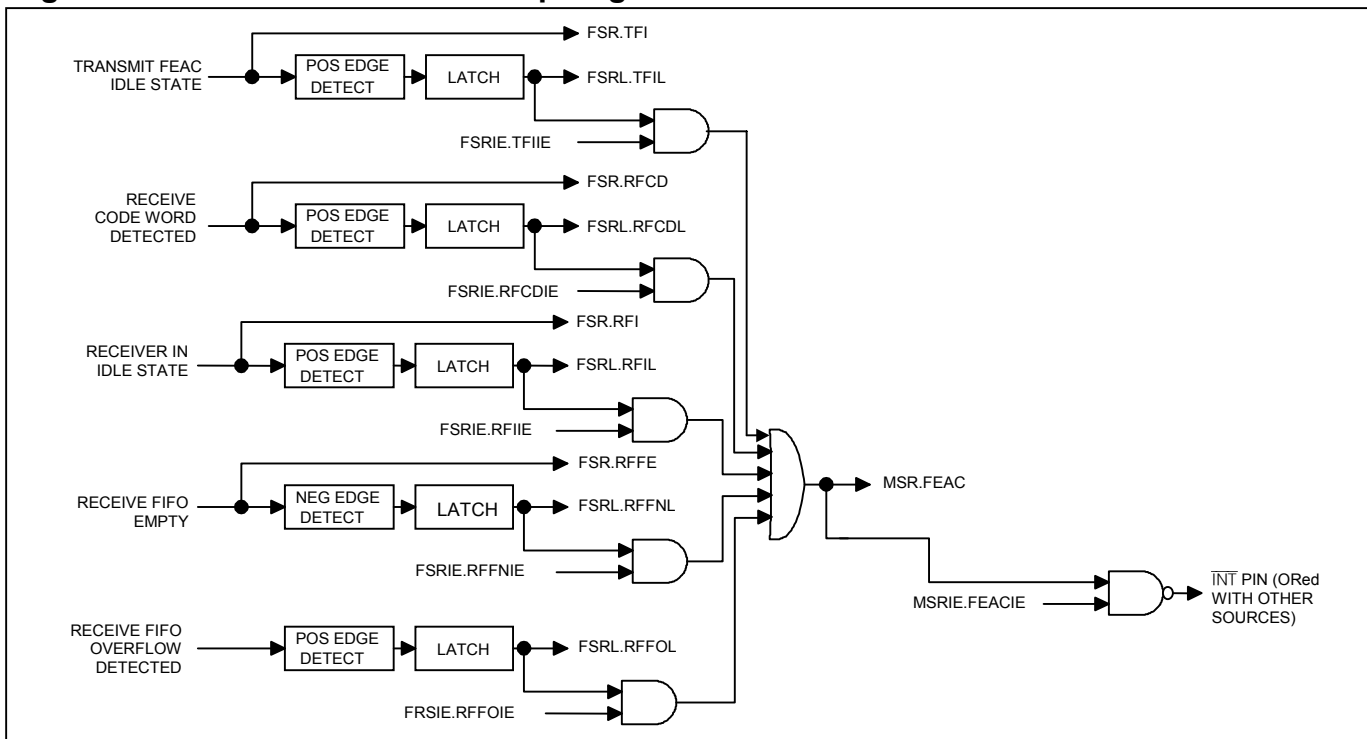 FSR.TFI
TRANSMIT FEAC
IDLE STATE
POS EDGE
DETECT
LATCH
FSRL.TFIL
FSRIE.TFIIE
FSR.RFCD
RECEIVE
CODE WORD
DETECTED
POS EDGE
DETECT
LATCH
FSRL.RFCDL
FSRIE.RFCDIE
FSR.RFI
RECEIVER IN
IDLE STATE
POS EDGE
DETECT
LATCH
FSRL.RFIL
FSRIE.RFIIE
FSR.RFFE
RECEIVE FIFO
EMPTY
NEG EDGE
DETECT
LATCH
FSRL.RFFNL
FSRIE.RFFNIE
RECEIVE FIFO
OVERFLOW
DETECTED
POS EDGE
DETECT
LATCH
FSRL.RFFOL
FRSIE.RFFOIE
MSR.FEAC
MSRIE.FEACIE
INT PIN (ORed
WITH OTHER
SOURCES)